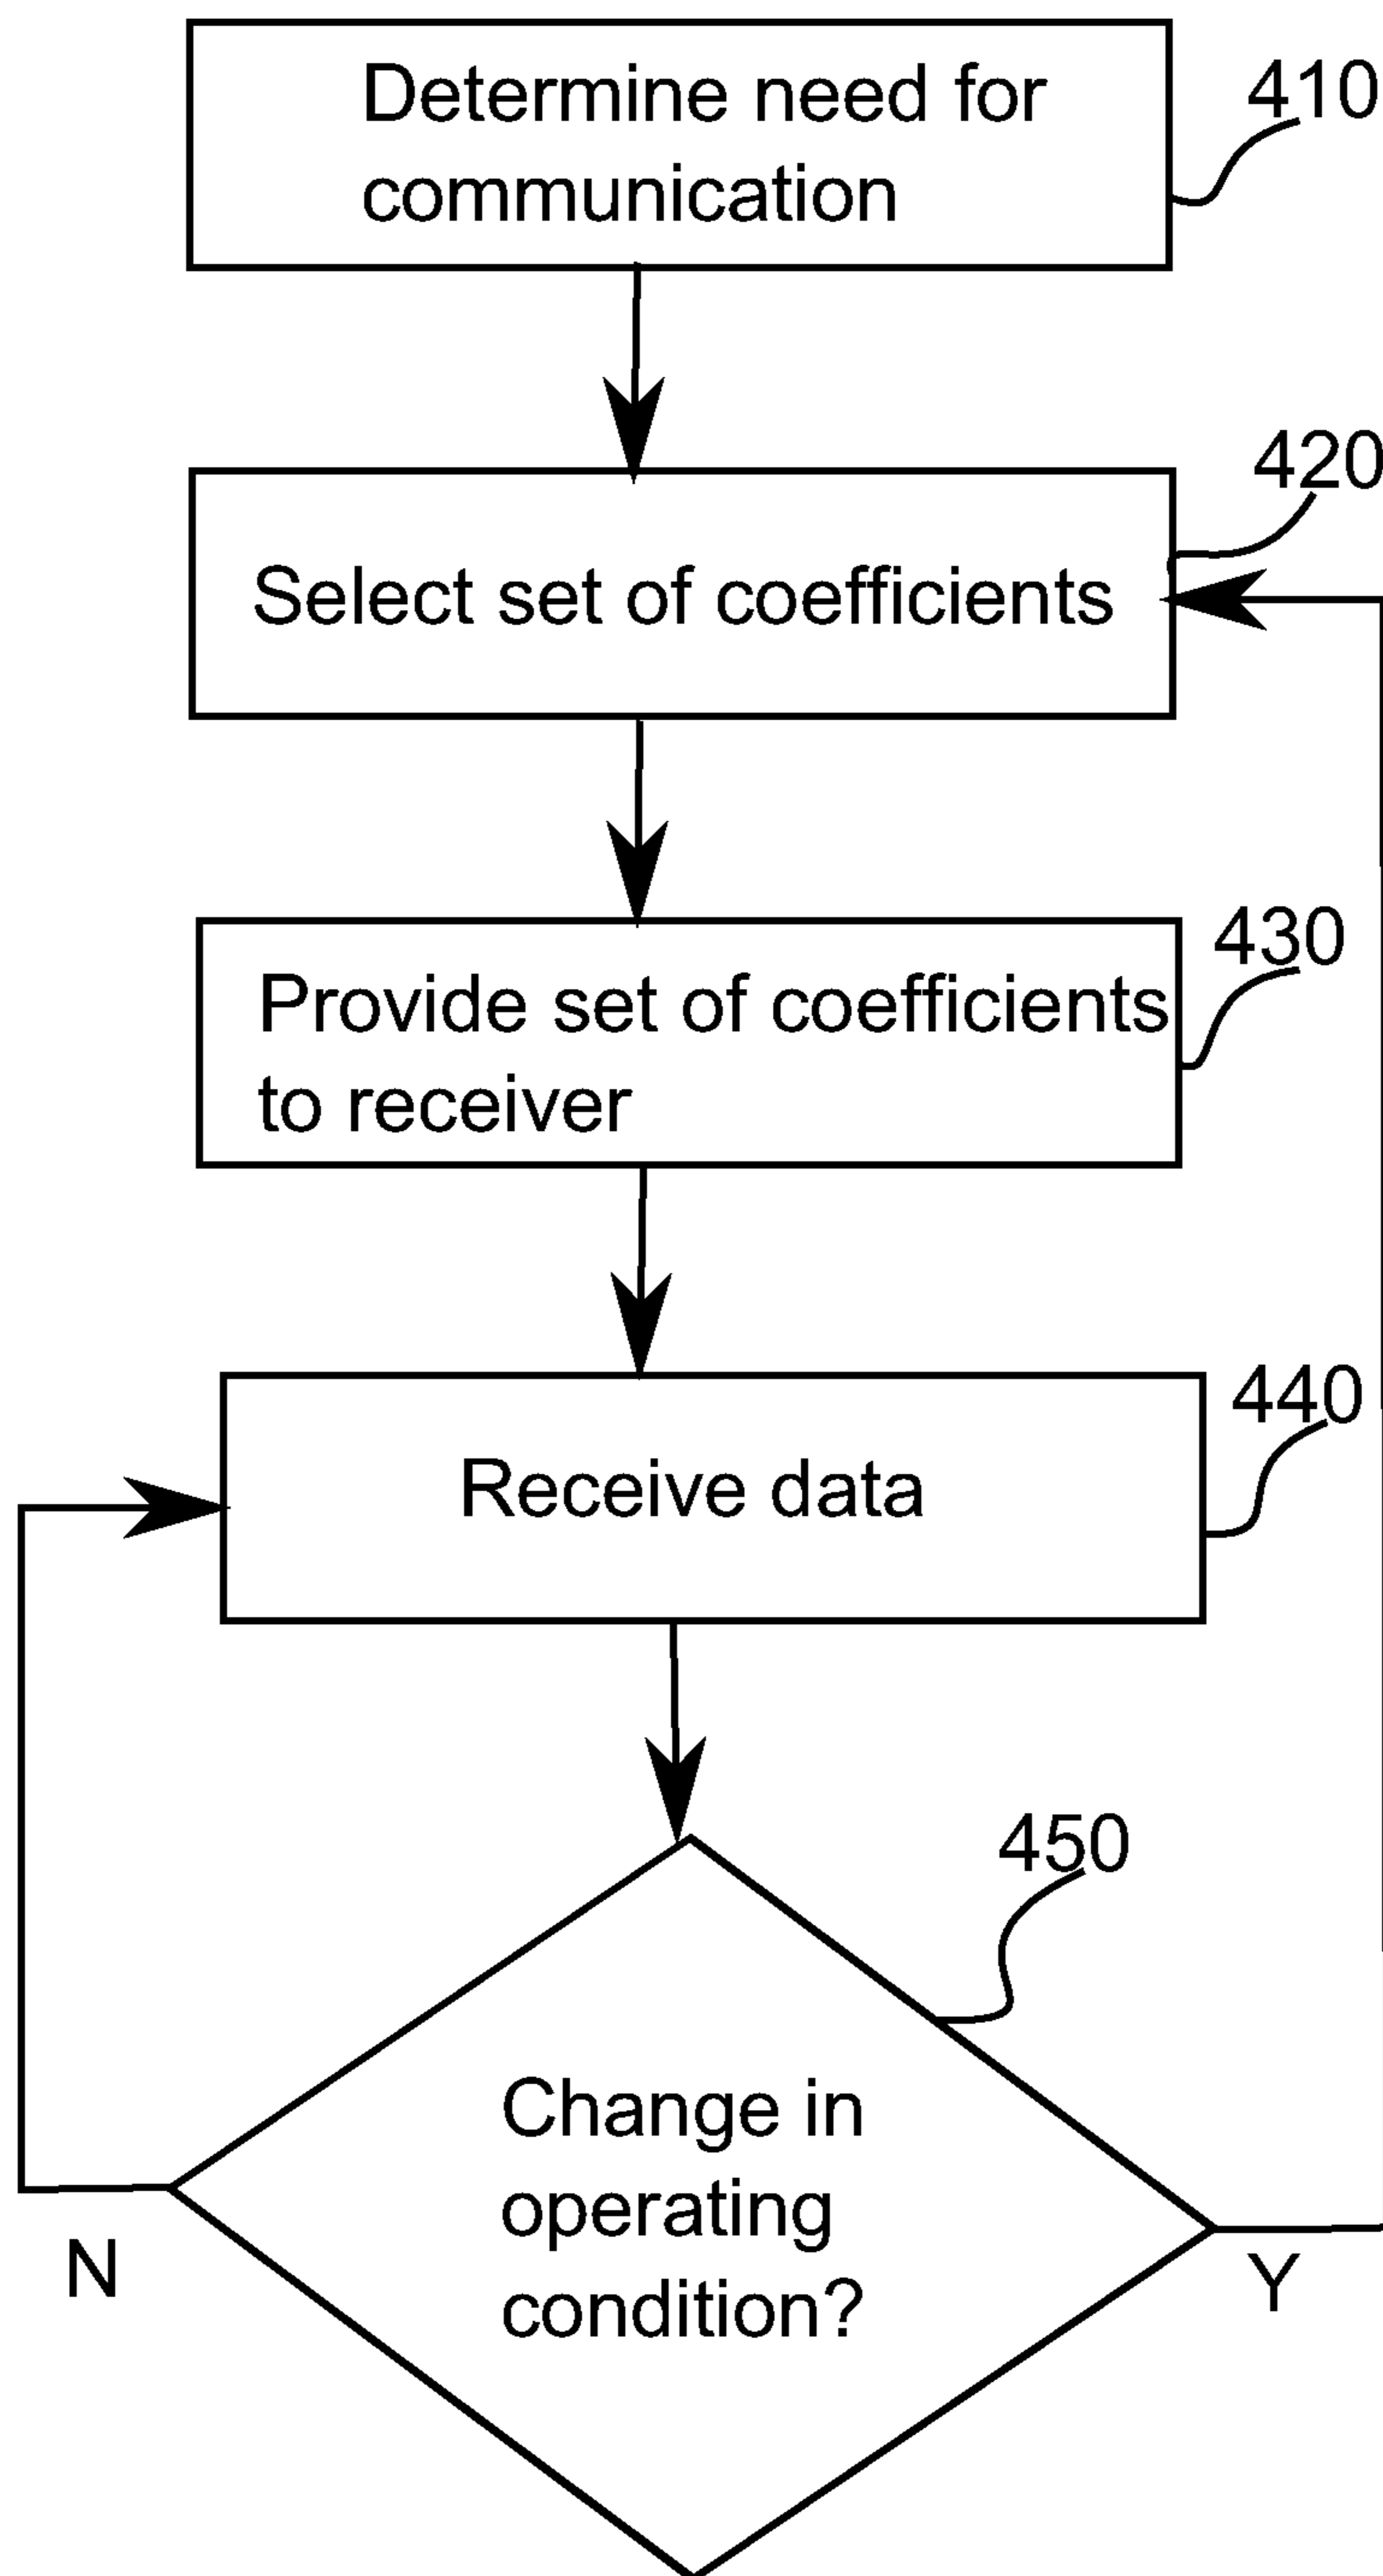 Determine need for
communication
410
420
Select set of coefficients
430
Provide set of coefficients
to receiver
440
Receive data
450
Change in
operating
condition?
N
Y